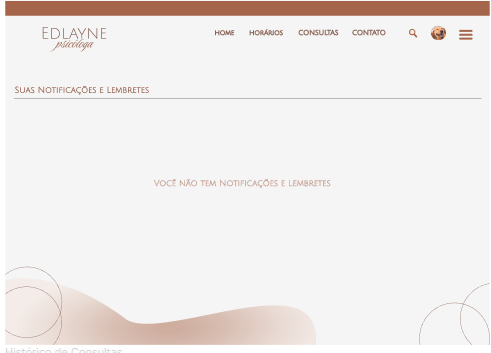 EDLAYNE
psicóloga
HOME HORÁRIOS CONSULTAS CONTATO
Suas Notificações e Lembretes
Você não tem Notificações e Lembretes
Histórico de Consultas